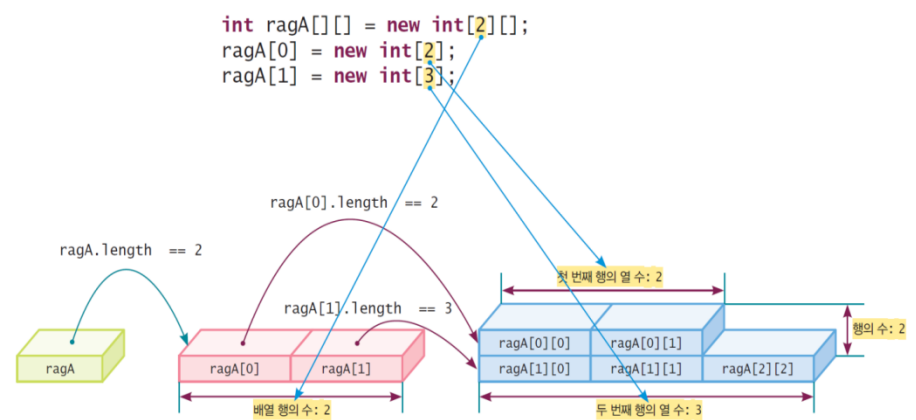 int ragA[][] = new int[2][];
ragA[0] = new int[2];
ragA[1] = new int[3];
ragA[0].length == 2
ragA.length == 2
첫 번째 행의 열 수: 2
ragA[1].length == 3
행의 수: 2
ragA[0][0] ragA[0][1]
ragA ragA[0] ragA[1] ragA[1][0] ragA[1][1] ragA[2][2]
배열 행의 수: 2
두 번째 행의 열 수: 3